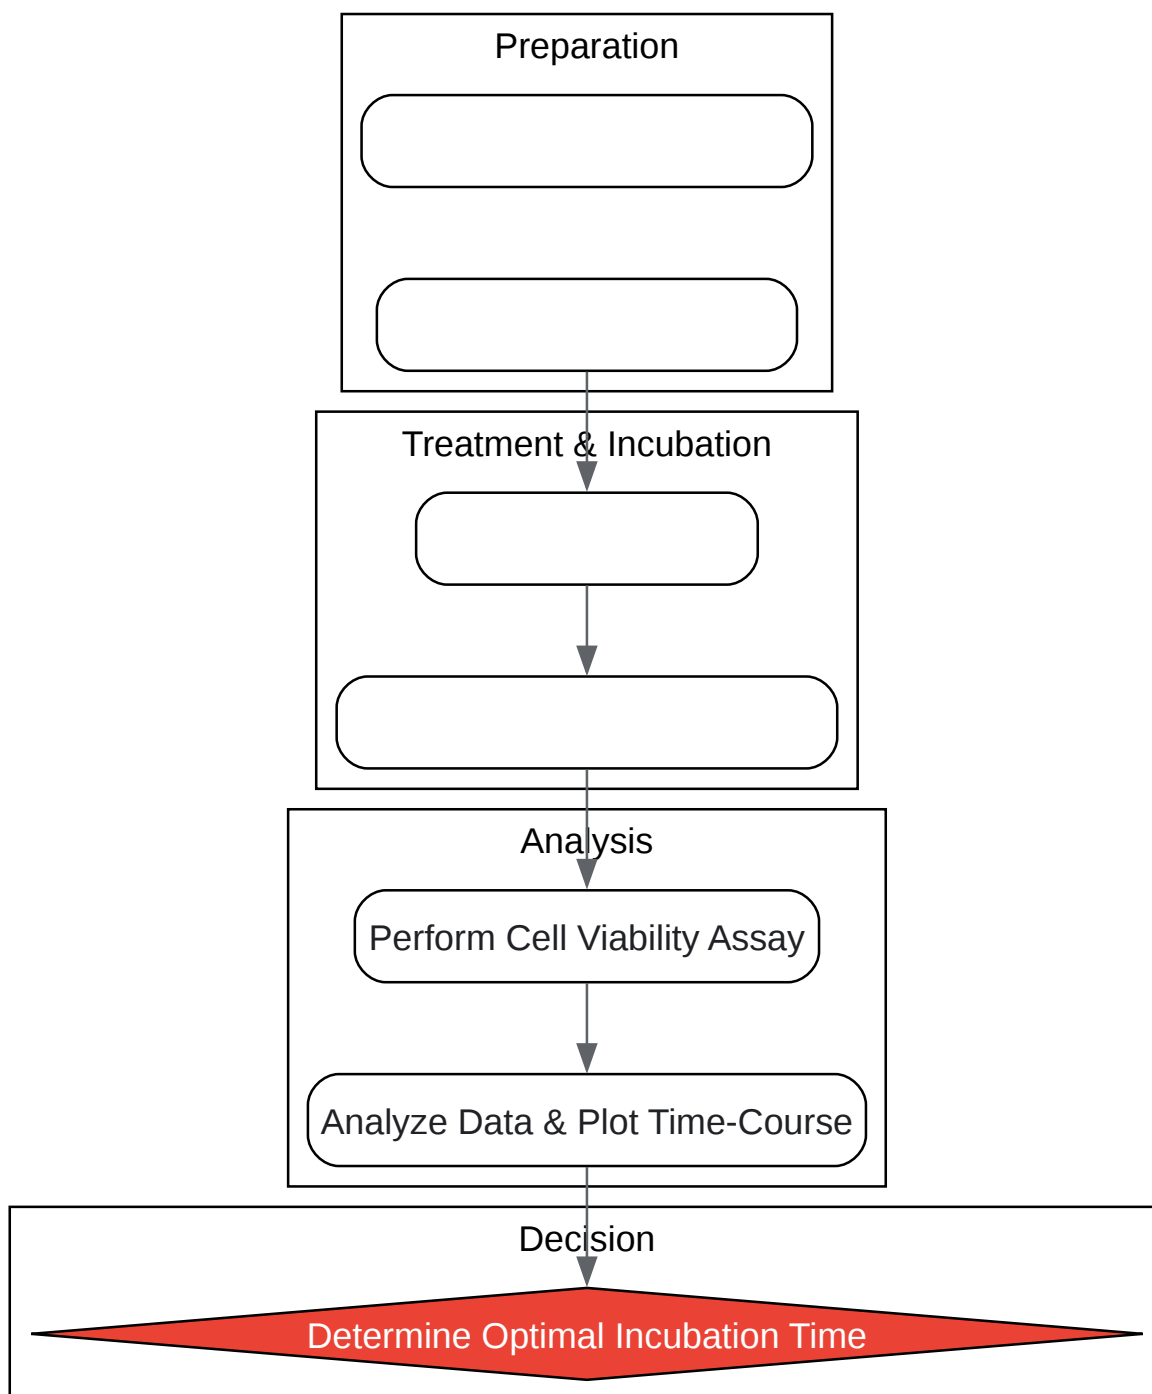 Preparation
Treatment & Incubation
Analysis
Perform Cell Viability Assay
Analyze Data & Plot Time-Course
Decision
Determine Optimal Incubation Time